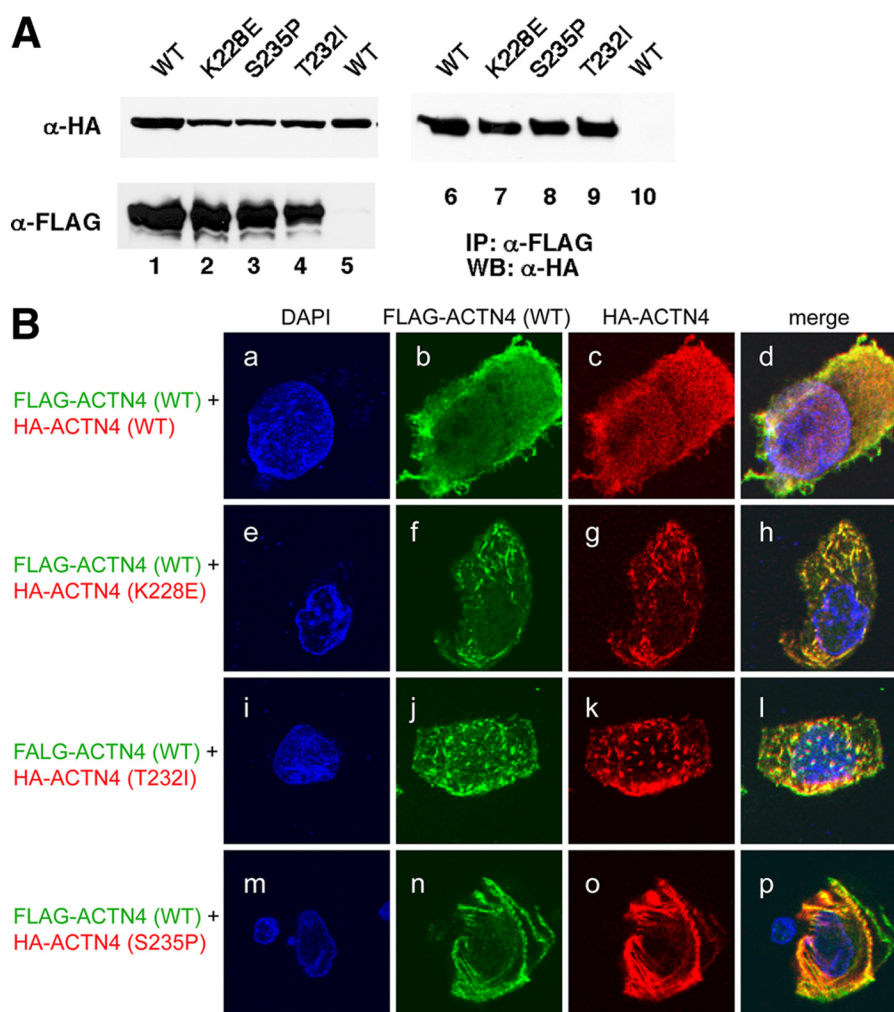 A
WT K228E S235P T232I WT
WT K228E S235P T232I WT
α-HA
6 7 8 9 10
α-FLAG
IP: α-FLAG
WB: α-HA
1 2 3 4 5
B
DAPI FLAG-ACTN4 (WT) HA-ACTN4 merge
a b c d
FLAG-ACTN4 (WT) +
HA-ACTN4 (WT)
e f g h
FLAG-ACTN4 (WT) +
HA-ACTN4 (K228E)
i j k l
FALG-ACTN4 (WT) +
HA-ACTN4 (T232I)
m n o p
FLAG-ACTN4 (WT) +
HA-ACTN4 (S235P)